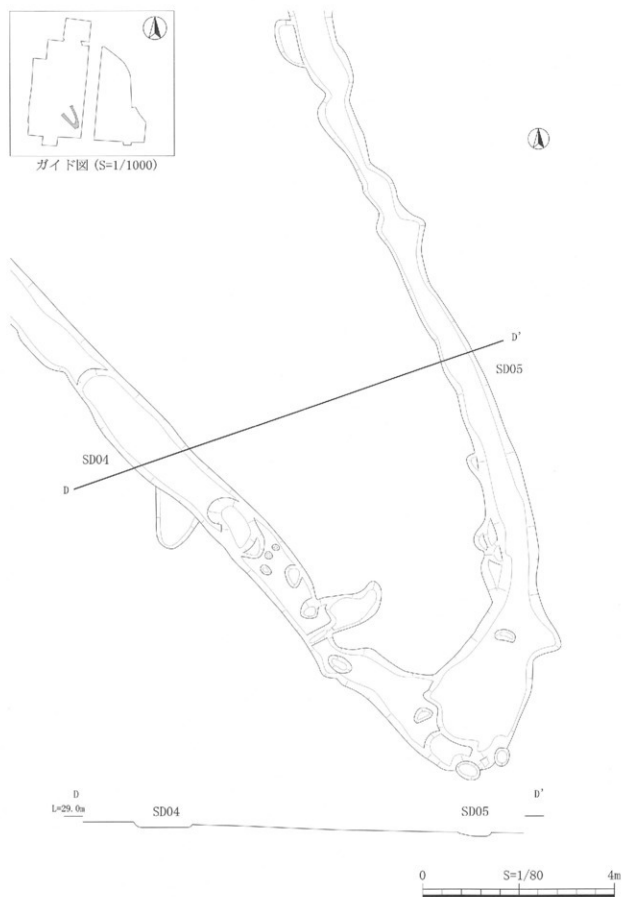 ガイド図 (S=1/1000)
D'
SD05
SD04
D
D
D'
L=29.0m
SD04
SD05
0
S=1/80
4m